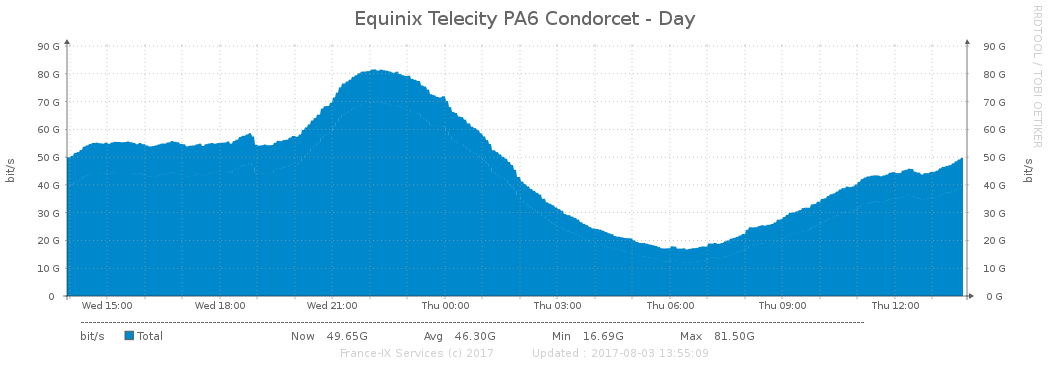 Equinix Telecity PA6 Condorcet - Day
RRDTOOL / TOBI OETIKER
bit/s
90 G
80 G
70 G
60 G
50 G
40 G
30 G
20 G
10 G
0
90 G
80 G
70 G
60 G
50 G
40 G
30 G
20 G
10 G
0 G
bit/s
Wed 15:00 Wed 18:00 Wed 21:00 Thu 00:00 Thu 03:00 Thu 06:00 Thu 09:00 Thu 12:00
bit/s Total Now 49.65G Avg 46.30G Min 16.69G Max 81.50G
France-IX Services (c) 2017 Updated : 2017-08-03 13:55:09